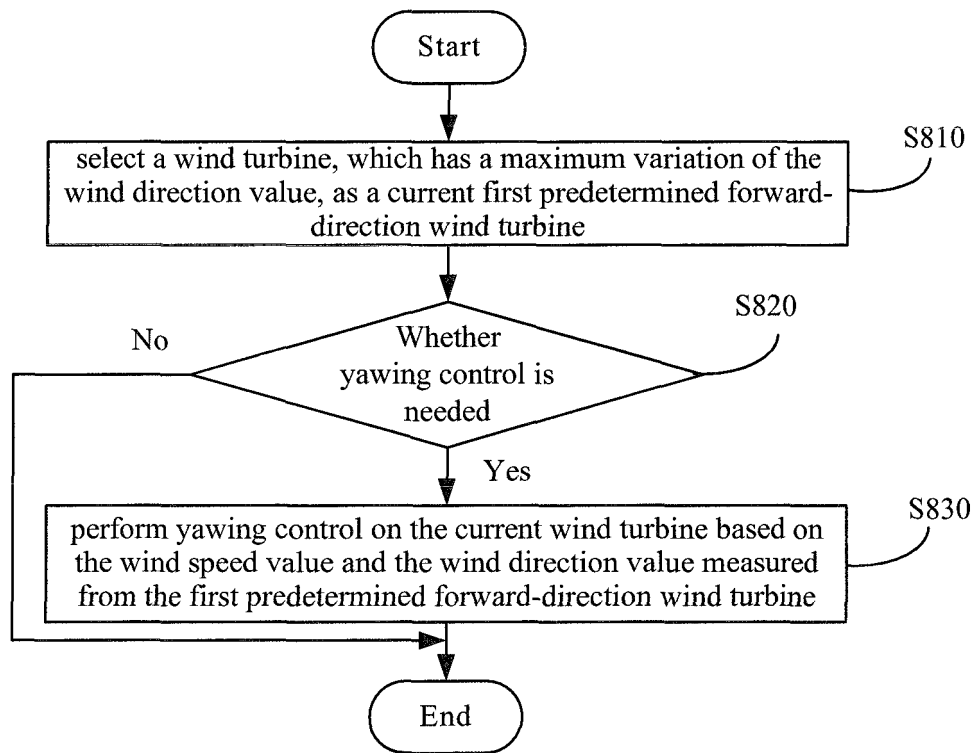 Start
S810
select a wind turbine, which has a maximum variation of the
wind direction value, as a current first predetermined forward-
direction wind turbine
S820
No
Whether
yawing control is
needed
Yes
S830
perform yawing control on the current wind turbine based on
the wind speed value and the wind direction value measured
from the first predetermined forward-direction wind turbine
End